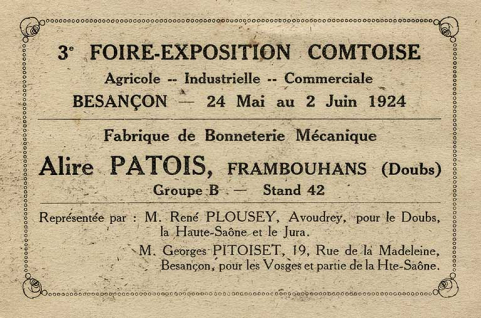 3e FOIRE-EXPOSITION COMTOISE
Agricole -- Industrielle -- Commerciale
BESANÇON — 24 Mai au 2 Juin 1924
Fabrique de Bonneterie Mécanique
Alire PATOIS, FRAMBOUHANS (Doubs)
Groupe B — Stand 42
Représentée par : M. René PLOUSEY, Avoudrey, pour le Doubs,
la Haute-Saône et le Jura.
M. Georges PITOISET, 19, Rue de la Madeleine,
Besançon, pour les Vosges et partie de la Hte-Saône.